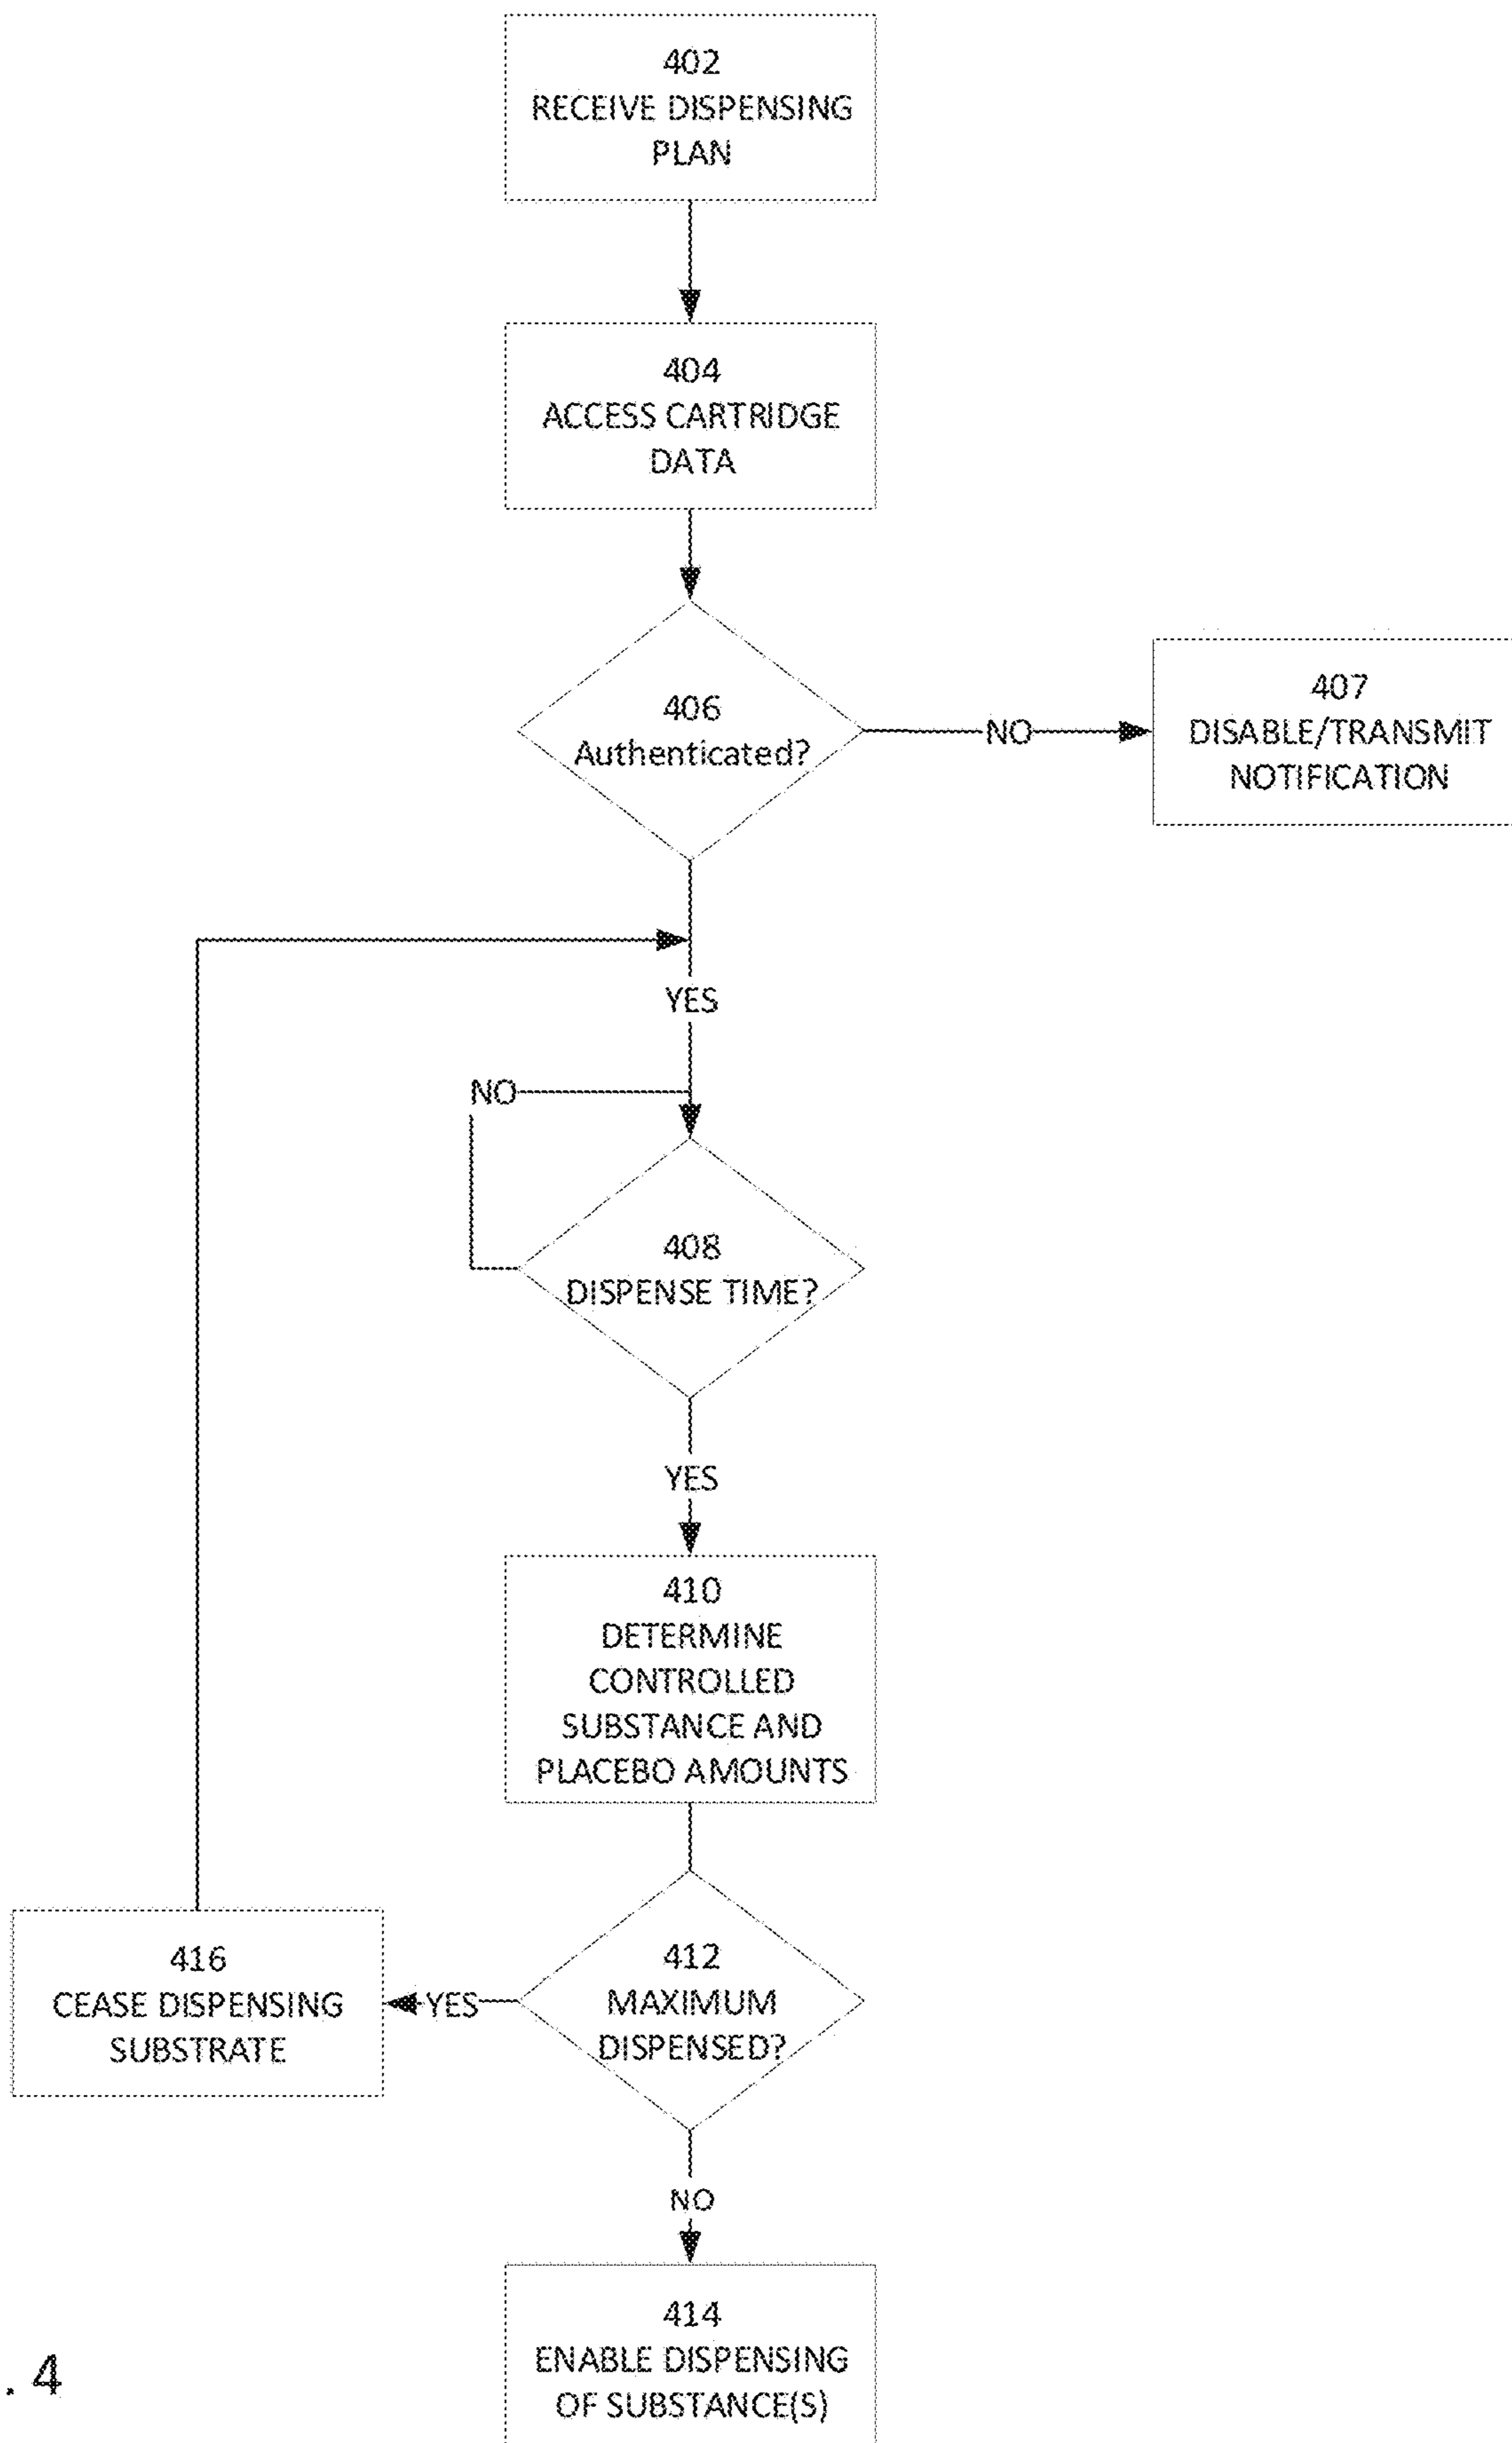 402
RECEIVE DISPENSING
PLAN
404
ACCESS CARTRIDGE
DATA
406
Authenticated?
NO
407
DISABLE/TRANSMIT
NOTIFICATION
YES
NO
408
DISPENSE TIME?
YES
410
DETERMINE
CONTROLLED
SUBSTANCE AND
PLACEBO AMOUNTS
412
MAXIMUM
DISPENSED?
YES
416
CEASE DISPENSING
SUBSTRATE
NO
414
ENABLE DISPENSING
OF SUBSTANCE(S)
. 4